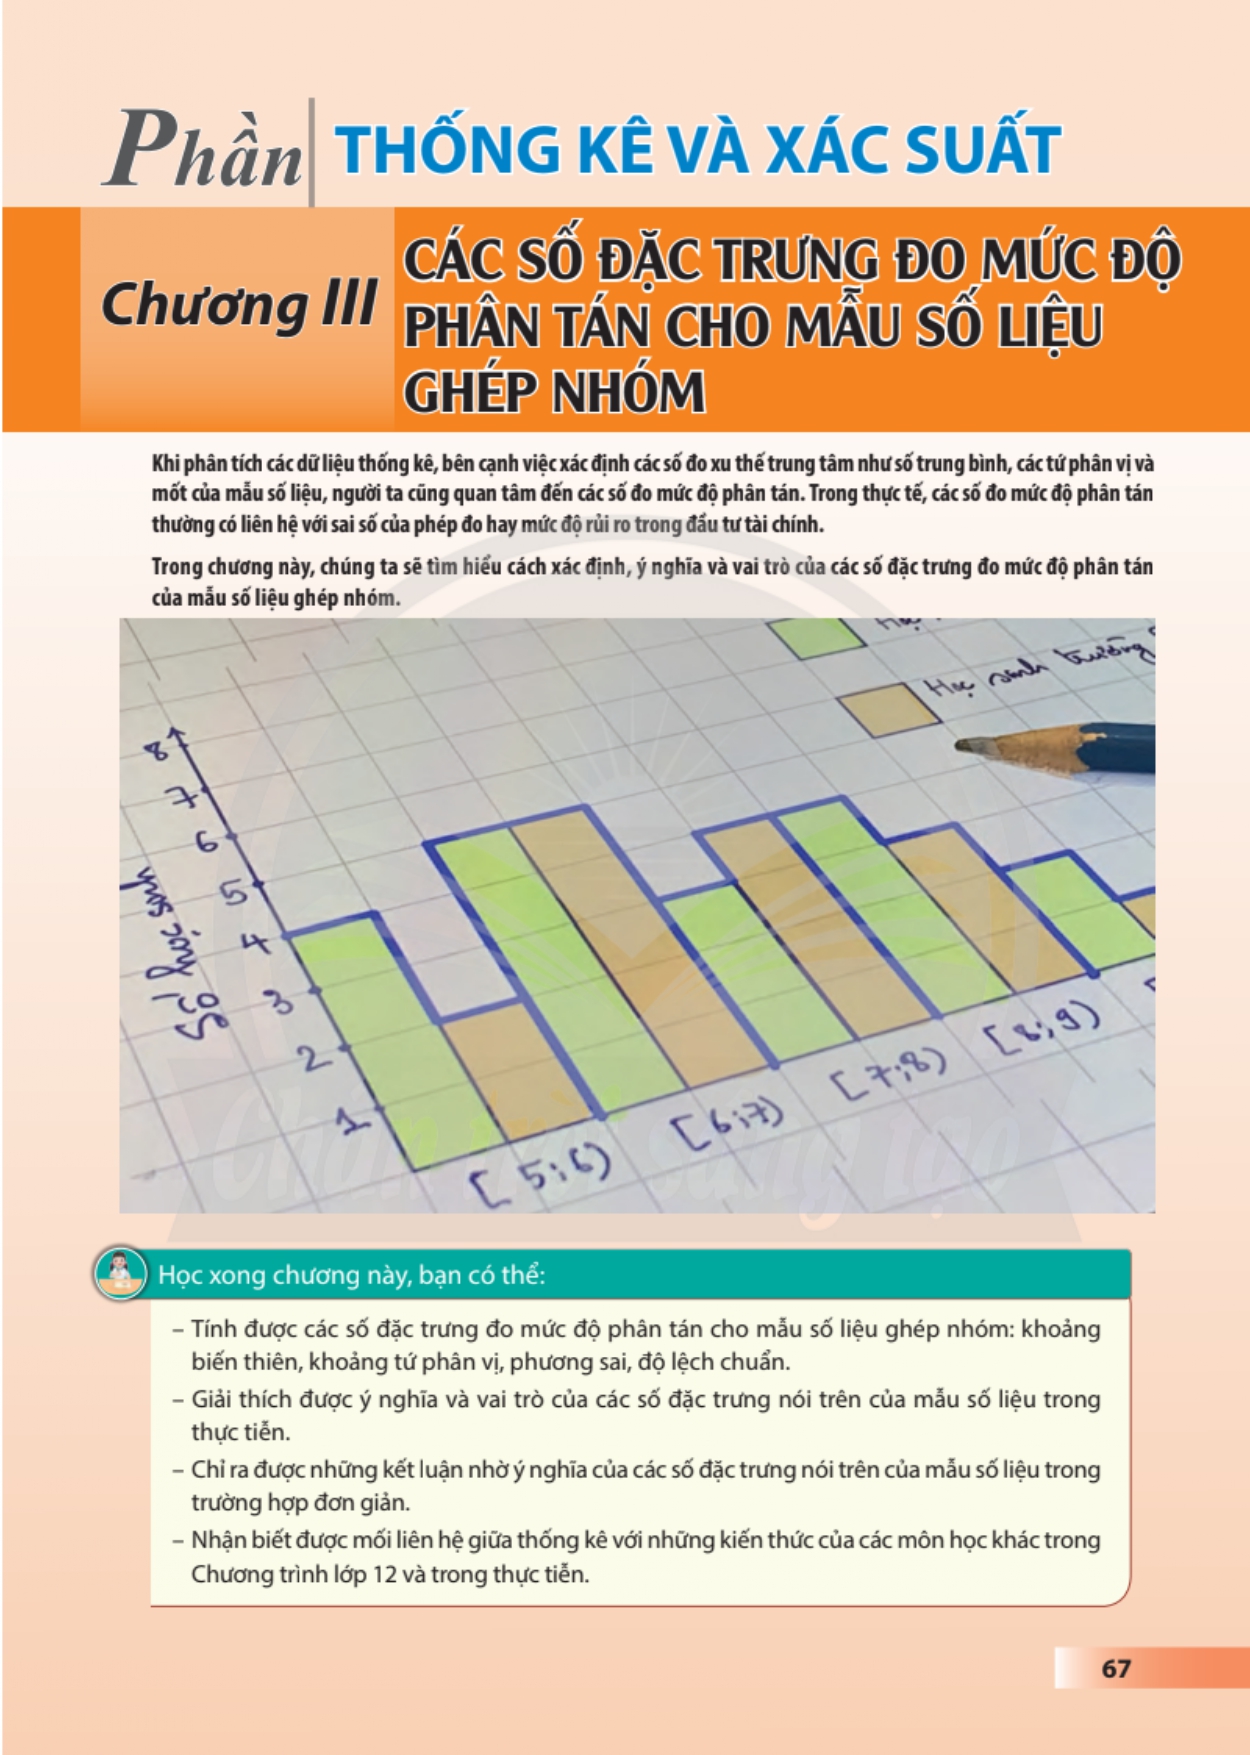 Phần THỐNG KÊ VÀ XÁC SUẤT
Chương III
CÁC SỐ ĐẶC TRƯNG ĐO MỨC ĐỘ
PHÂN TÁN CHO MẪU SỐ LIỆU
GHÉP NHÓM
Khi phân tích các dữ liệu thống kê, bên cạnh việc xác định các số đo xu thế trung tâm như số trung bình, các tứ phân vị và
mốt của mẫu số liệu, người ta cũng quan tâm đến các số đo mức độ phân tán. Trong thực tế, các số đo mức độ phân tán
thường có liên hệ với sai số của phép đo hay mức độ rủi ro trong đầu tư tài chính.
Trong chương này, chúng ta sẽ tìm hiểu cách xác định, ý nghĩa và vai trò của các số đặc trưng đo mức độ phân tán
của mẫu số liệu ghép nhóm.
Học
Học sinh trường
8
7
6
5
4
3
2
1
Số học sinh
[5;6)
[6;7)
[7;8)
[8;9)
Chân trời sáng tạo
Học xong chương này, bạn có thể:
– Tính được các số đặc trưng đo mức độ phân tán cho mẫu số liệu ghép nhóm: khoảng
biến thiên, khoảng tứ phân vị, phương sai, độ lệch chuẩn.
– Giải thích được ý nghĩa và vai trò của các số đặc trưng nói trên của mẫu số liệu trong
thực tiễn.
– Chỉ ra được những kết luận nhờ ý nghĩa của các số đặc trưng nói trên của mẫu số liệu trong
trường hợp đơn giản.
– Nhận biết được mối liên hệ giữa thống kê với những kiến thức của các môn học khác trong
Chương trình lớp 12 và trong thực tiễn.
67